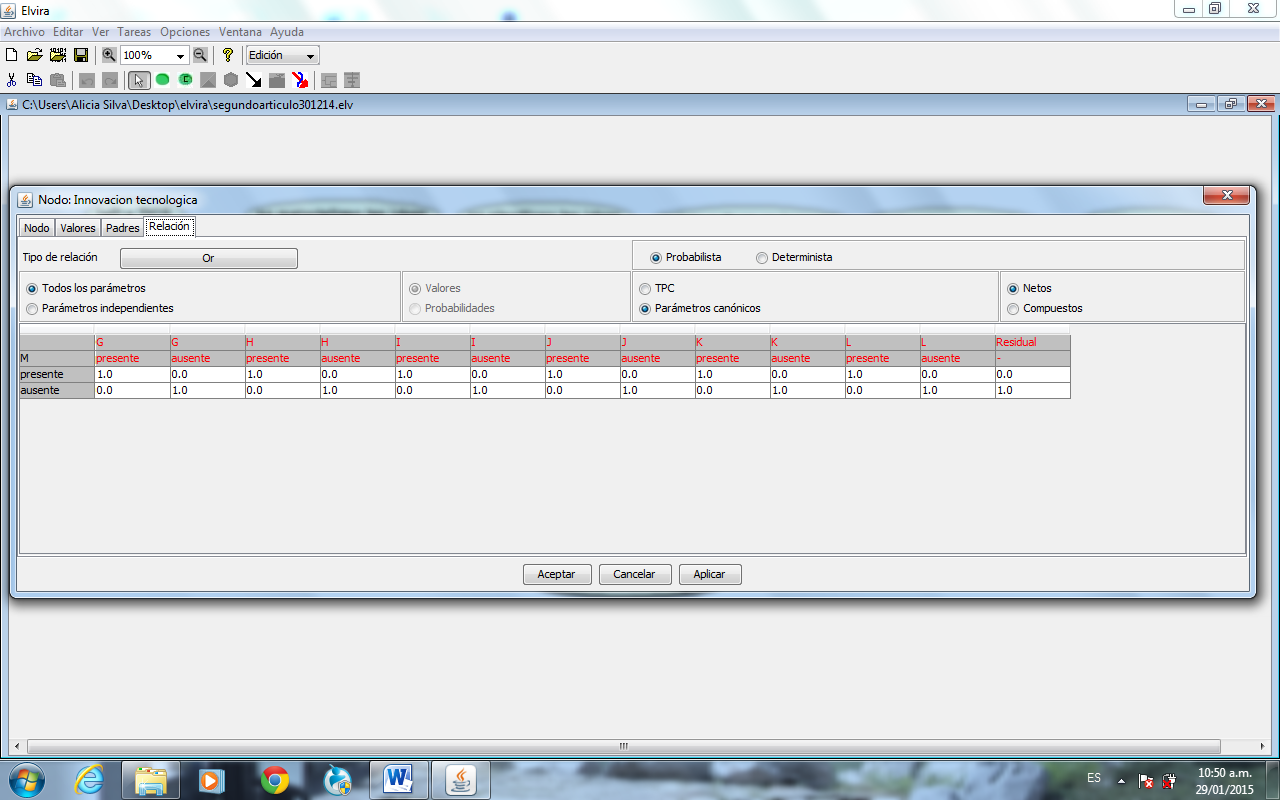 Elvira
Archivo Editar Ver Tareas Opciones Ventana Ayuda
100% Edición
C:\Users\Alicia Silva\Desktop\elvira\segundoarticulo301214.elv
Nodo: Innovacion tecnologica
Nodo Valores Padres Relación
Tipo de relación Or Probabilista Determinista
Todos los parámetros Valores TPC Netos
Parámetros independientes Probabilidades Parámetros canónicos Compuestos
G G H H I I J J K K L L Residual
M presente ausente presente ausente presente ausente presente ausente presente ausente presente ausente -
presente 1.0 0.0 1.0 0.0 1.0 0.0 1.0 0.0 1.0 0.0 1.0 0.0 0.0
ausente 0.0 1.0 0.0 1.0 0.0 1.0 0.0 1.0 0.0 1.0 0.0 1.0 1.0
Aceptar Cancelar Aplicar
ES 10:50 a.m.
29/01/2015